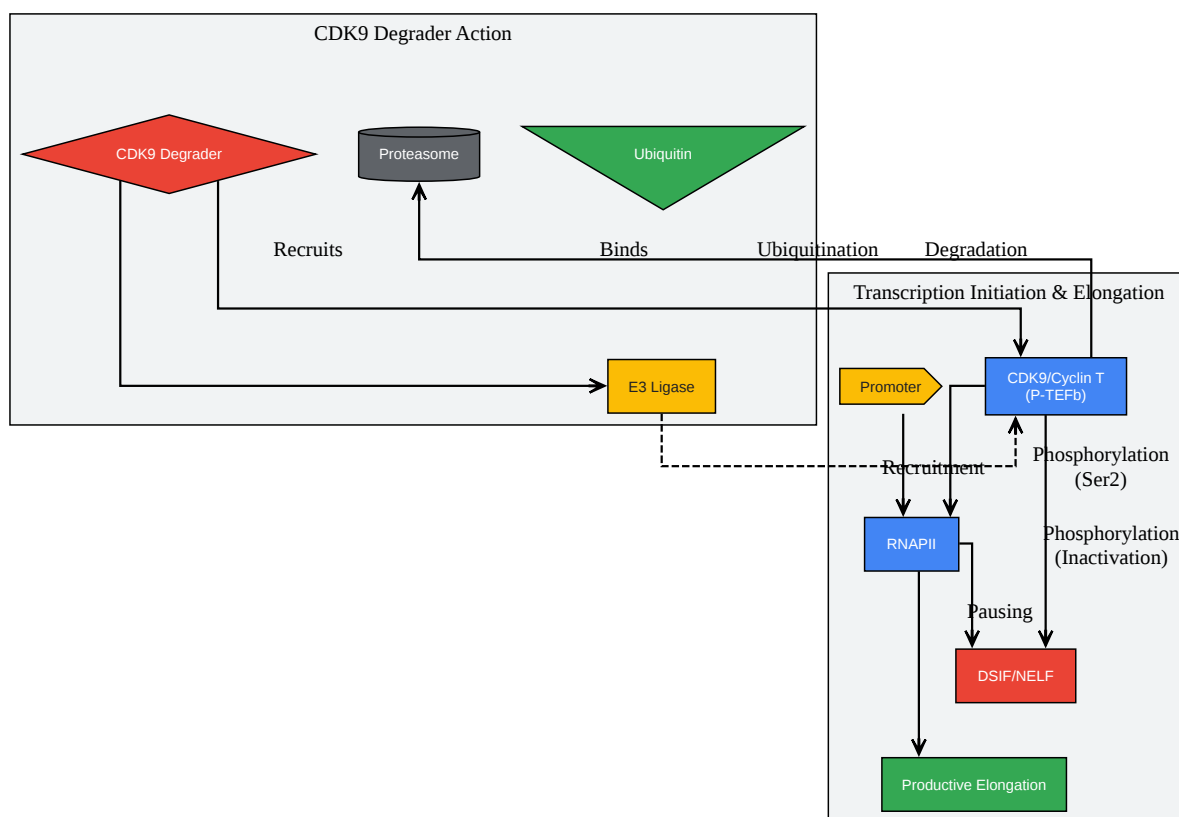 CDK9 Degrader Action
CDK9 Degrader
Proteasome
Ubiquitin
Recruits
Binds
Ubiquitination
Degradation
Transcription Initiation & Elongation
E3 Ligase
Promoter
CDK9/Cyclin T
(P-TEFb)
Recruitment
Phosphorylation
(Ser2)
RNAPII
Phosphorylation
(Inactivation)
Pausing
DSIF/NELF
Productive Elongation